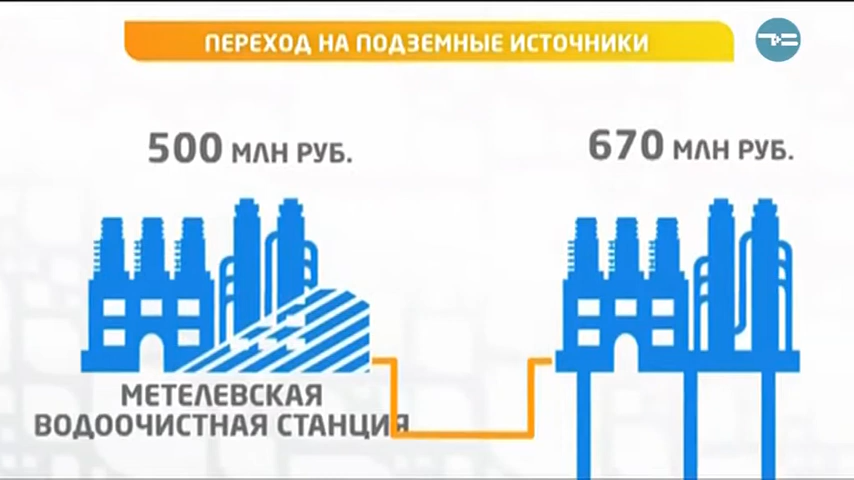 ПЕРЕХОД НА ПОДЗЕМНЫЕ ИСТОЧНИКИ
500 МЛН РУБ.
670 МЛН РУБ.
МЕТЕЛЕВСКАЯ
ВОДООЧИСТНАЯ СТАНЦИЯ